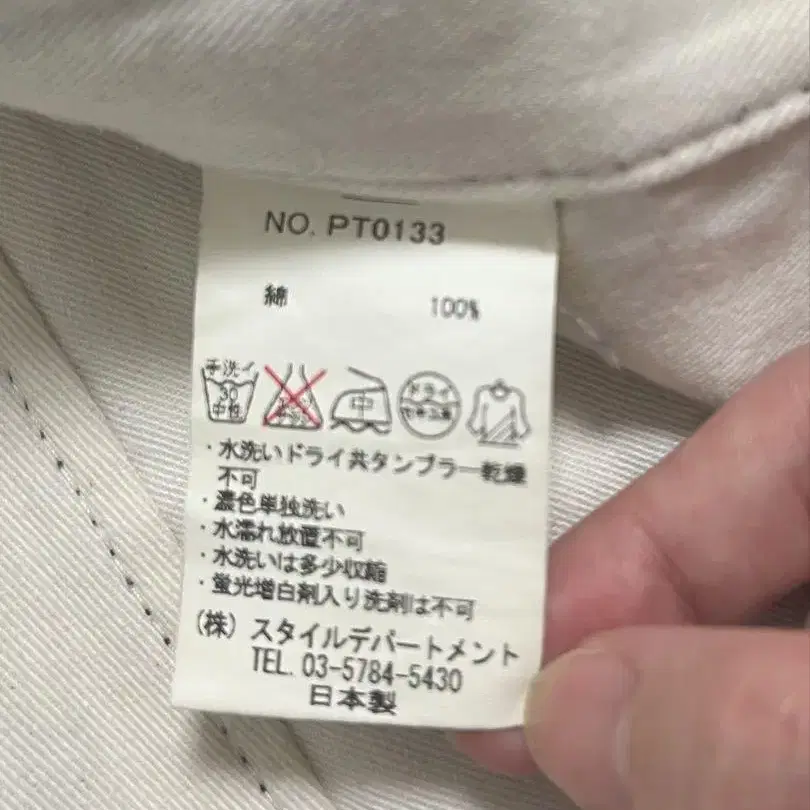 NO. PT0133
綿 100%
手洗イ
30
中性
中
ドライ
セキユ系
・水洗いドライ共タンブラー乾燥
不可
・濃色単独洗い
・水濡れ放置不可
・水洗いは多少収縮
・蛍光増白剤入り洗剤は不可
(株) スタイルデパートメント
TEL. 03-5784-5430
日本製